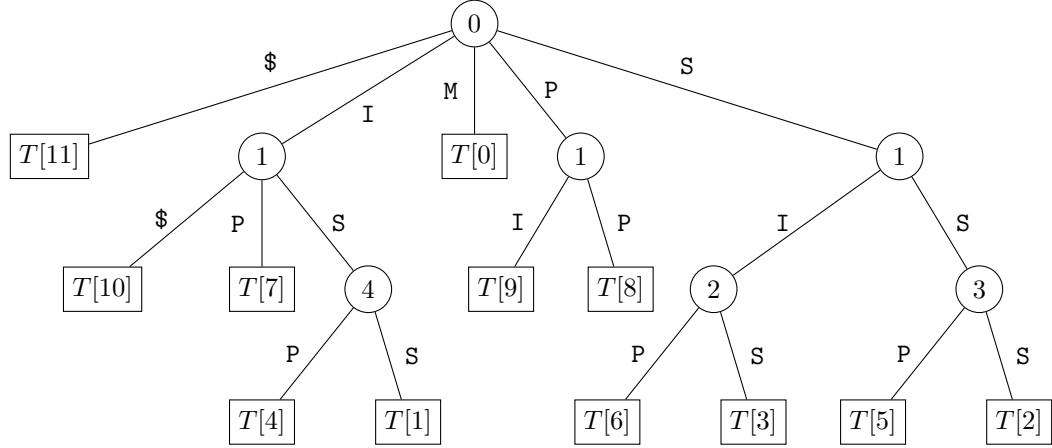 0
$ I M P S
T[11] 1 T[0] 1 1
$ P S I P I S
T[10] T[7] 4 T[9] T[8] 2 3
P S P S P S
T[4] T[1] T[6] T[3] T[5] T[2]